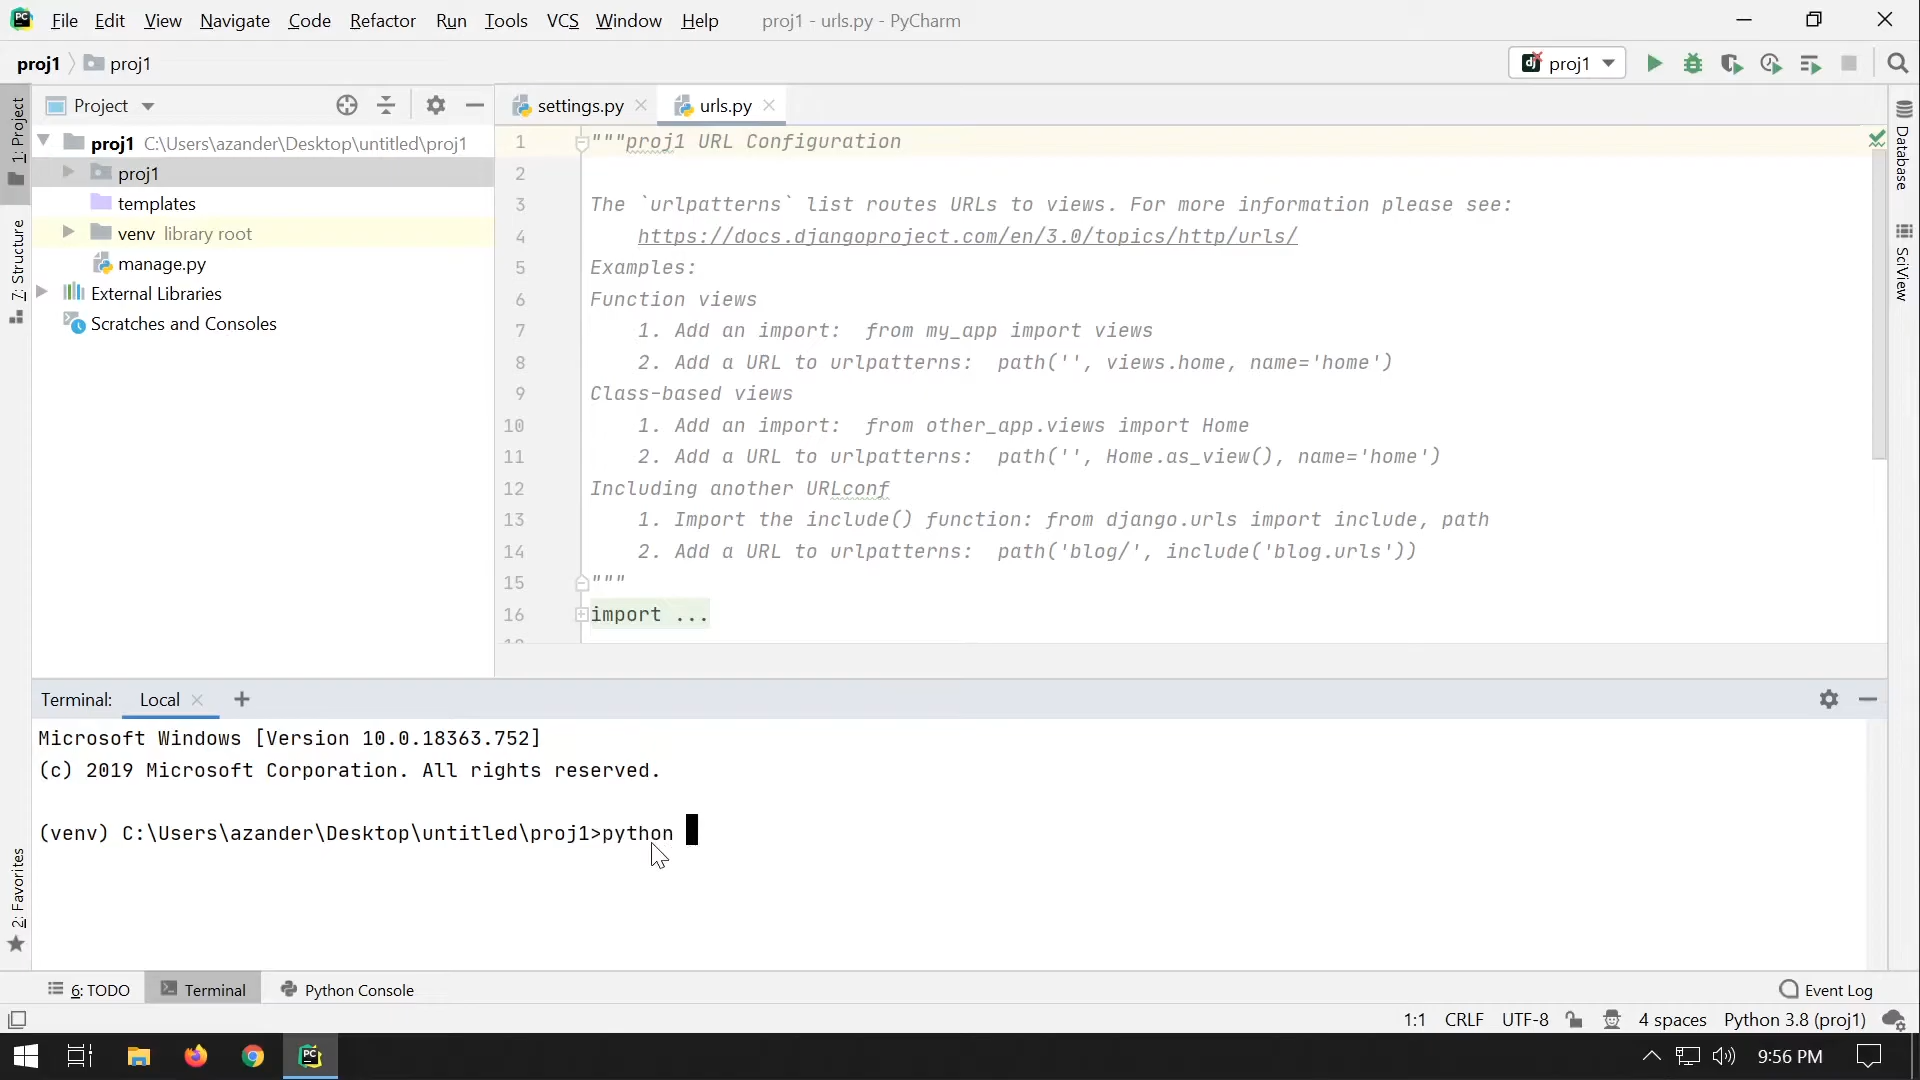 File Edit View Navigate Code Refactor Run Tools VCS Window Help proj1 - urls.py - PyCharm
proj1 proj1 proj1
Project settings.py urls.py
1: Project
7: Structure
2: Favorites
Database
SciView
proj1 C:\Users\azander\Desktop\untitled\proj1
proj1
templates
venv library root
manage.py
External Libraries
Scratches and Consoles
1 """proj1 URL Configuration
2
3 The `urlpatterns` list routes URLs to views. For more information please see:
4 https://docs.djangoproject.com/en/3.0/topics/http/urls/
5 Examples:
6 Function views
7 1. Add an import: from my_app import views
8 2. Add a URL to urlpatterns: path('', views.home, name='home')
9 Class-based views
10 1. Add an import: from other_app.views import Home
11 2. Add a URL to urlpatterns: path('', Home.as_view(), name='home')
12 Including another URLconf
13 1. Import the include() function: from django.urls import include, path
14 2. Add a URL to urlpatterns: path('blog/', include('blog.urls'))
15 """
16 import ...
Terminal: Local
Microsoft Windows [Version 10.0.18363.752]
(c) 2019 Microsoft Corporation. All rights reserved.
(venv) C:\Users\azander\Desktop\untitled\proj1>python
6: TODO Terminal Python Console Event Log
1:1 CRLF UTF-8 4 spaces Python 3.8 (proj1)
9:56 PM